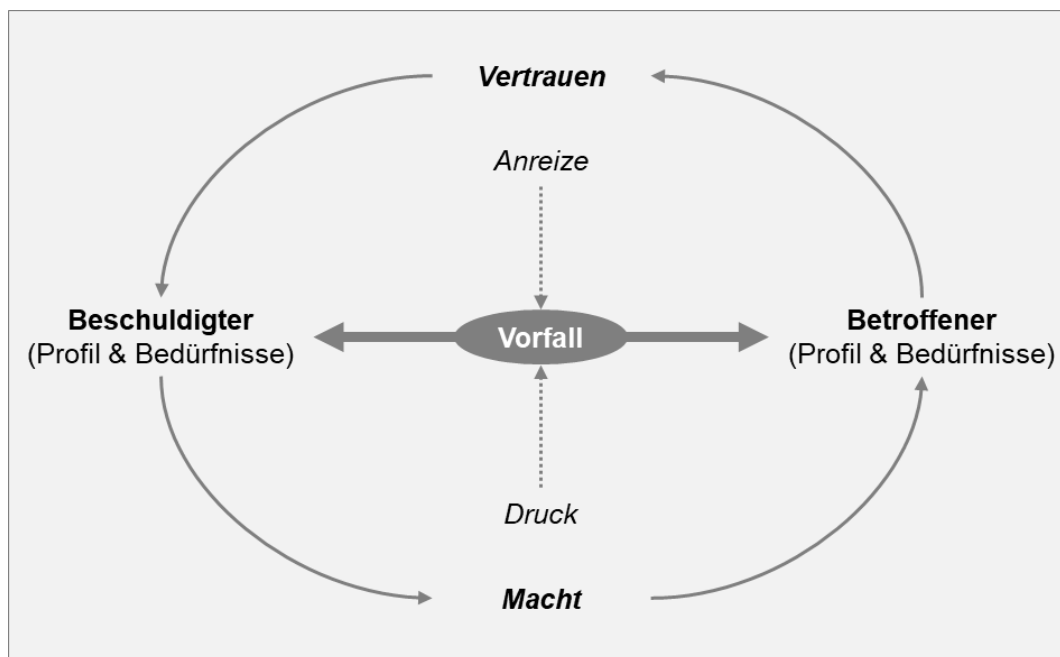 Vertrauen
Anreize
Beschuldigter
(Profil & Bedürfnisse)
Vorfall
Betroffener
(Profil & Bedürfnisse)
Druck
Macht